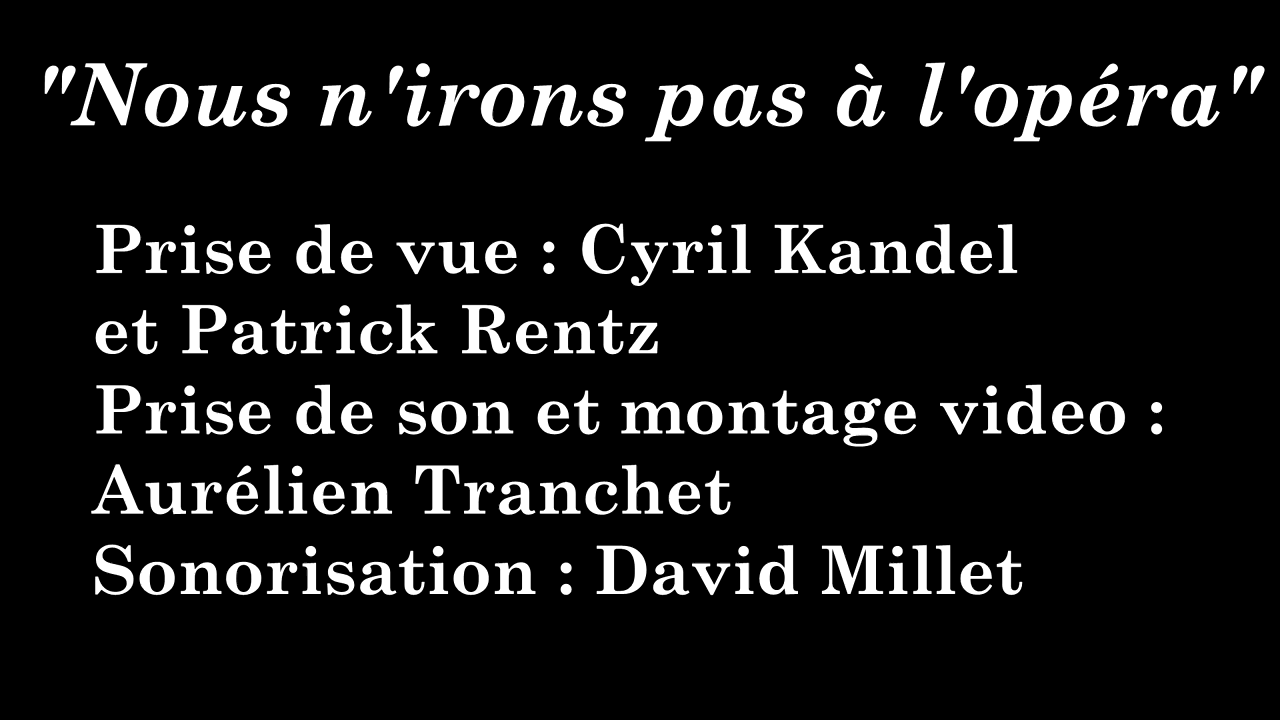 "Nous n'irons pas à l'opéra"
Prise de vue : Cyril Kandel
et Patrick Rentz
Prise de son et montage video :
Aurélien Tranchet
Sonorisation : David Millet